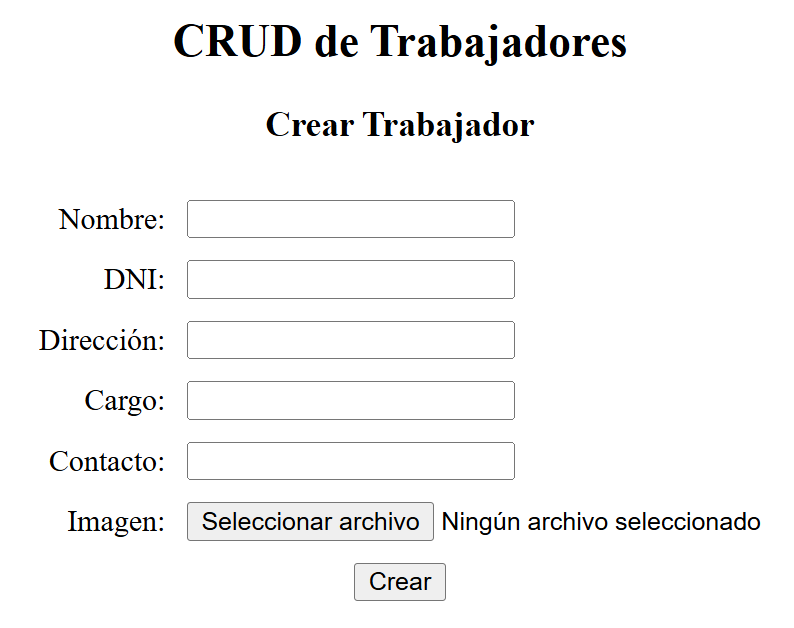 CRUD de Trabajadores
Crear Trabajador
Nombre:
DNI:
Dirección:
Cargo:
Contacto:
Imagen: Seleccionar archivo Ningún archivo seleccionado
Crear